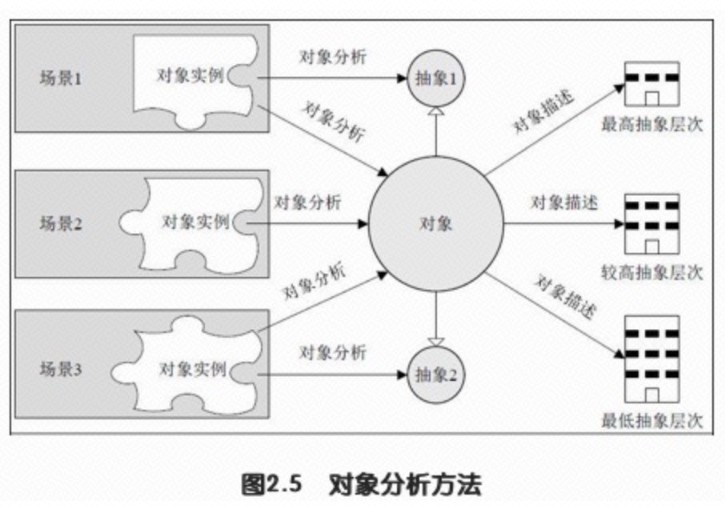 场景1
对象实例
对象分析
抽象1
对象分析
对象描述
最高抽象层次
场景2
对象实例
对象分析
对象
对象描述
较高抽象层次
场景3
对象实例
对象分析
对象分析
抽象2
对象描述
最低抽象层次
图2.5 对象分析方法